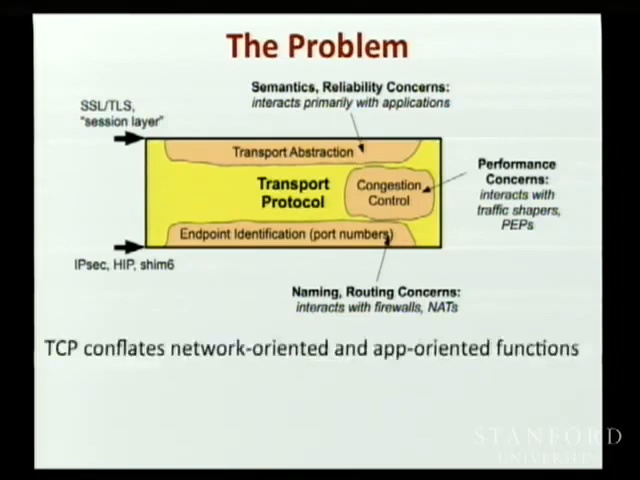 The Problem
Semantics, Reliability Concerns:
interacts primarily with applications
SSL/TLS,
"session layer"
Transport Abstraction
Transport
Protocol
Congestion
Control
Performance
Concerns:
interacts with
traffic shapers,
PEPs
Endpoint Identification (port numbers)
IPsec, HIP, shim6
Naming, Routing Concerns:
interacts with firewalls, NATs
TCP conflates network-oriented and app-oriented functions
STANFORD
UNIVERSITY